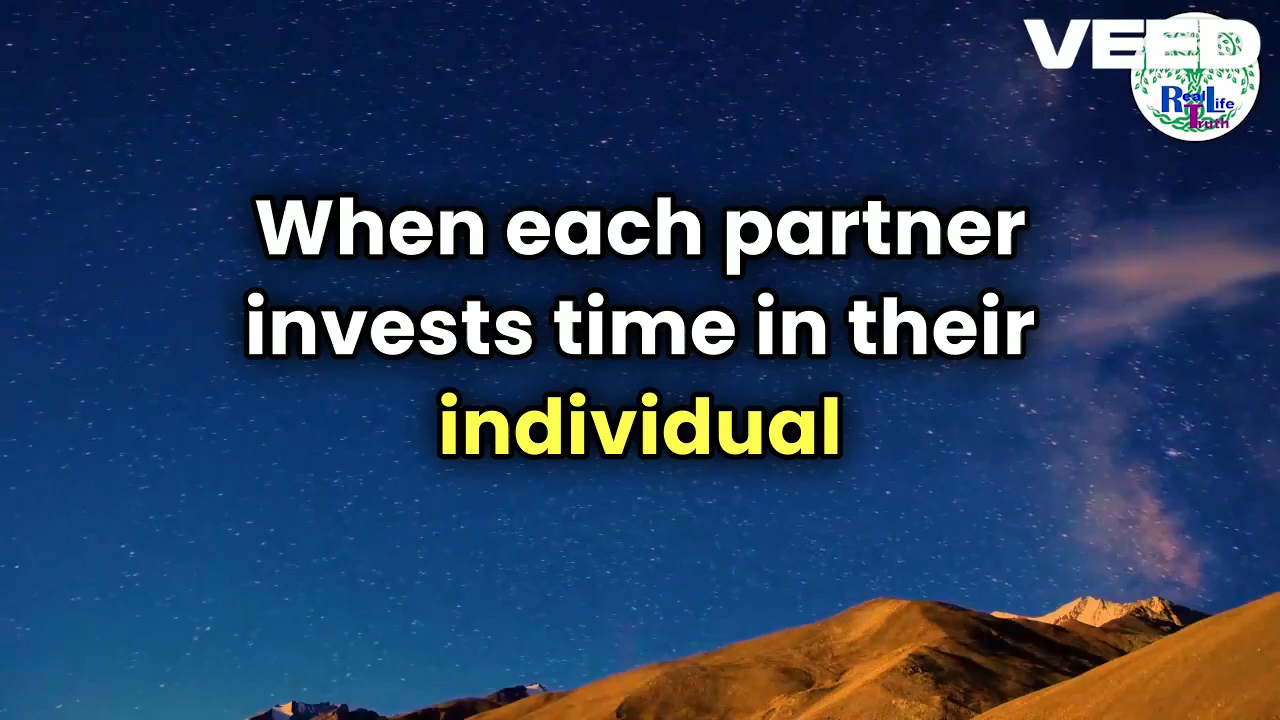 VEED
Real Life
Truth
When each partner
invests time in their
individual